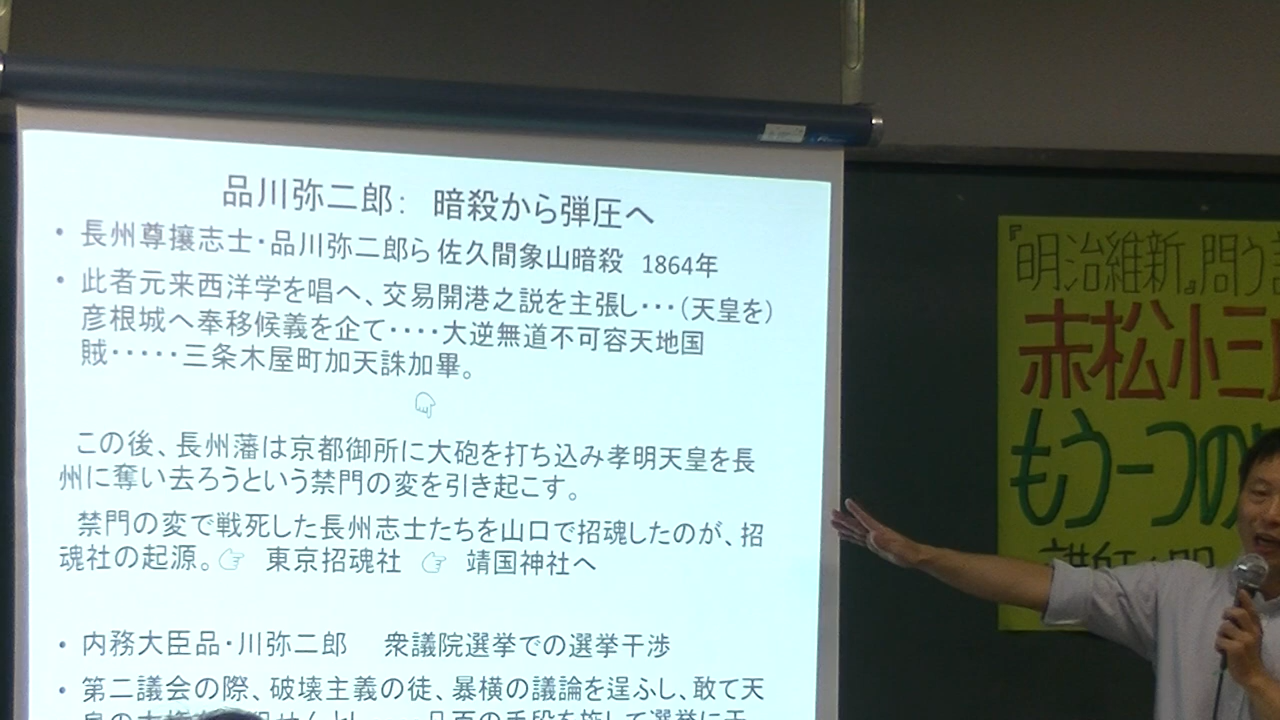 品川弥二郎： 暗殺から弾圧へ
・長州尊攘志士・品川弥二郎ら 佐久間象山暗殺 1864年
・此者元来西洋学を唱へ、交易開港之説を主張し・・・（天皇を）
彦根城へ奉移候義を企て・・・・大逆無道不可容天地国
賊・・・・・三条木屋町加天誅加畢。
この後、長州藩は京都御所に大砲を打ち込み孝明天皇を長
州に奪い去ろうという禁門の変を引き起こす。
禁門の変で戦死した長州志士たちを山口で招魂したのが、招
魂社の起源。☞ 東京招魂社 ☞ 靖国神社へ
・内務大臣品・川弥二郎 衆議院選挙での選挙干渉
・第二議会の際、破壊主義の徒、暴横の議論を逞ふし、敢て天
『明治維新』問う
赤松小三
もう一つの